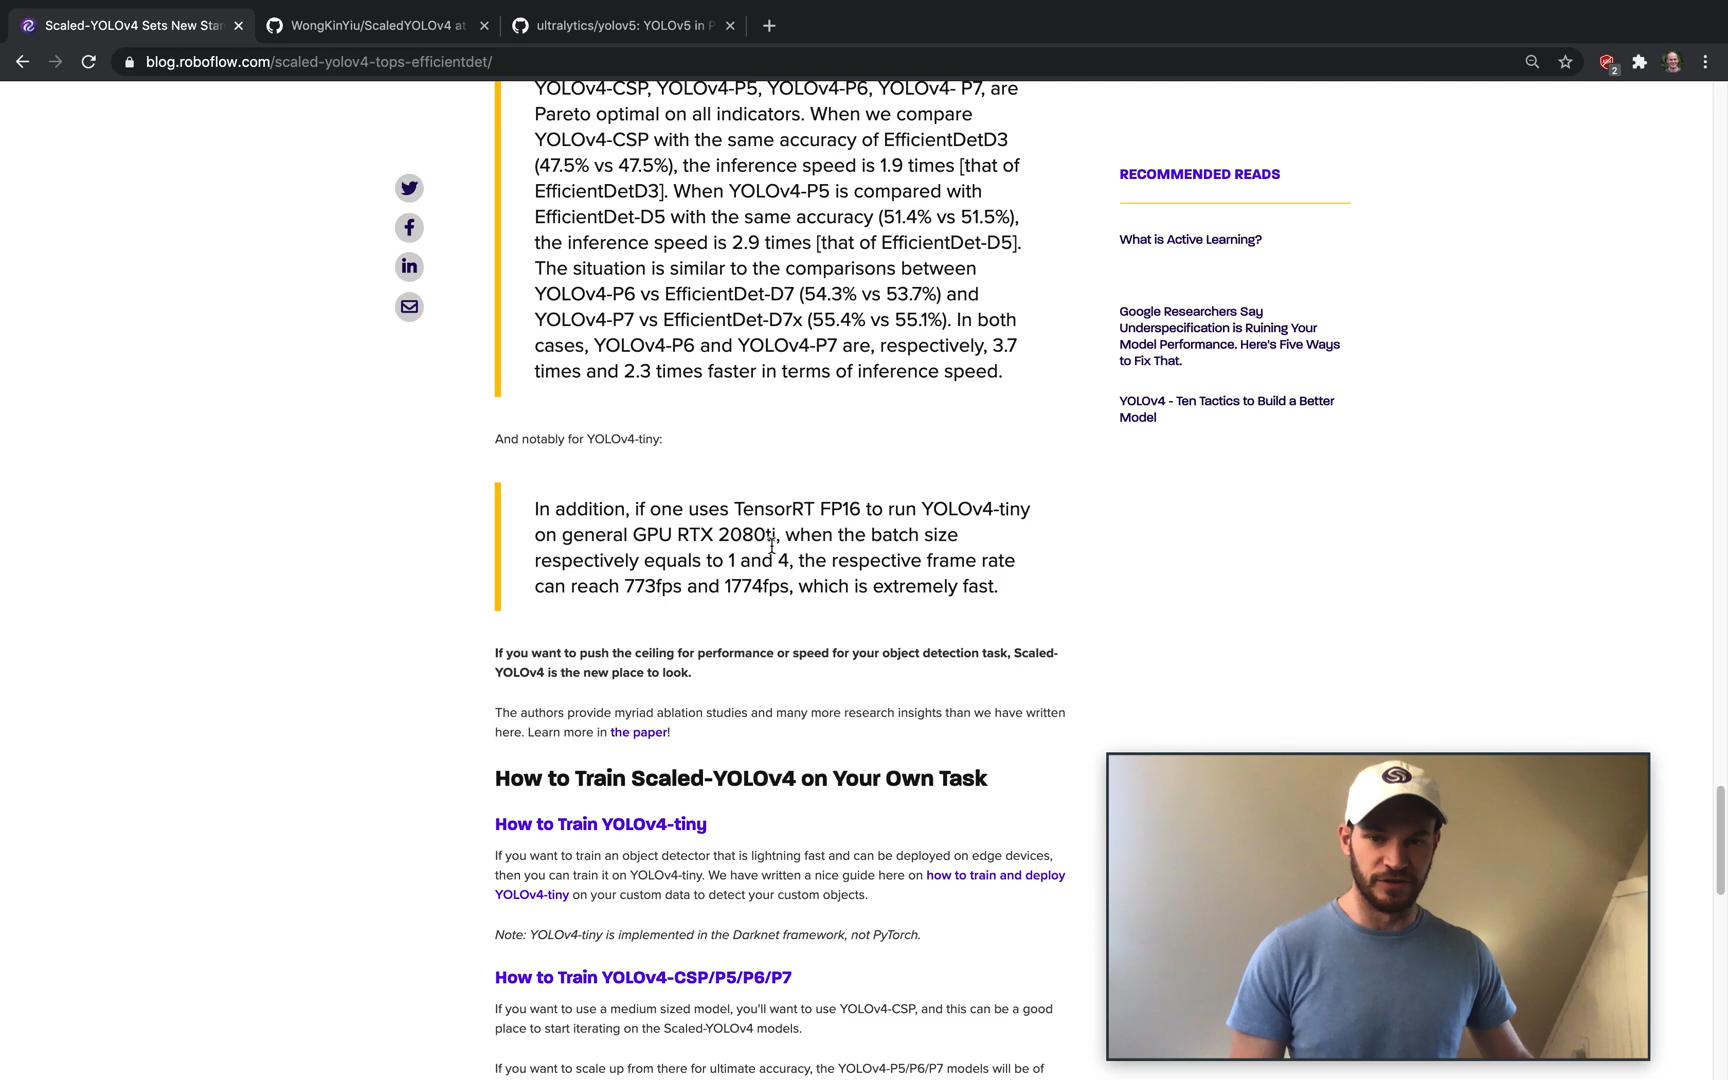 Scaled-YOLOv4 Sets New Star
WongKinYiu/ScaledYOLOv4 at
ultralytics/yolov5: YOLOv5 in P
blog.roboflow.com/scaled-yolov4-tops-efficientdet/
2
YOLOv4-CSP, YOLOv4-P5, YOLOv4-P6, YOLOv4- P7, are
Pareto optimal on all indicators. When we compare
YOLOv4-CSP with the same accuracy of EfficientDetD3
(47.5% vs 47.5%), the inference speed is 1.9 times [that of
EfficientDetD3]. When YOLOv4-P5 is compared with
EfficientDet-D5 with the same accuracy (51.4% vs 51.5%),
the inference speed is 2.9 times [that of EfficientDet-D5].
The situation is similar to the comparisons between
YOLOv4-P6 vs EfficientDet-D7 (54.3% vs 53.7%) and
YOLOv4-P7 vs EfficientDet-D7x (55.4% vs 55.1%). In both
cases, YOLOv4-P6 and YOLOv4-P7 are, respectively, 3.7
times and 2.3 times faster in terms of inference speed.
And notably for YOLOv4-tiny:
In addition, if one uses TensorRT FP16 to run YOLOv4-tiny
on general GPU RTX 2080ti, when the batch size
respectively equals to 1 and 4, the respective frame rate
can reach 773fps and 1774fps, which is extremely fast.
If you want to push the ceiling for performance or speed for your object detection task, Scaled-
YOLOv4 is the new place to look.
The authors provide myriad ablation studies and many more research insights than we have written
here. Learn more in the paper!
How to Train Scaled-YOLOv4 on Your Own Task
How to Train YOLOv4-tiny
If you want to train an object detector that is lightning fast and can be deployed on edge devices,
then you can train it on YOLOv4-tiny. We have written a nice guide here on how to train and deploy
YOLOv4-tiny on your custom data to detect your custom objects.
Note: YOLOv4-tiny is implemented in the Darknet framework, not PyTorch.
How to Train YOLOv4-CSP/P5/P6/P7
If you want to use a medium sized model, you'll want to use YOLOv4-CSP, and this can be a good
place to start iterating on the Scaled-YOLOv4 models.
If you want to scale up from there for ultimate accuracy, the YOLOv4-P5/P6/P7 models will be of
RECOMMENDED READS
What is Active Learning?
Google Researchers Say
Underspecification is Ruining Your
Model Performance. Here's Five Ways
to Fix That.
YOLOv4 - Ten Tactics to Build a Better
Model